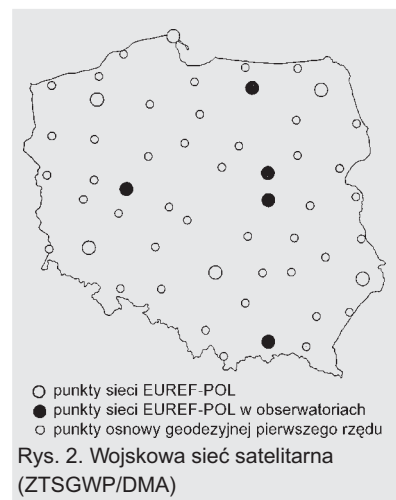 punkty sieci EUREF-POL
punkty sieci EUREF-POL w obserwatoriach
punkty osnowy geodezyjnej pierwszego rzędu
Rys. 2. Wojskowa sieć satelitarna
(ZTSGWP/DMA)